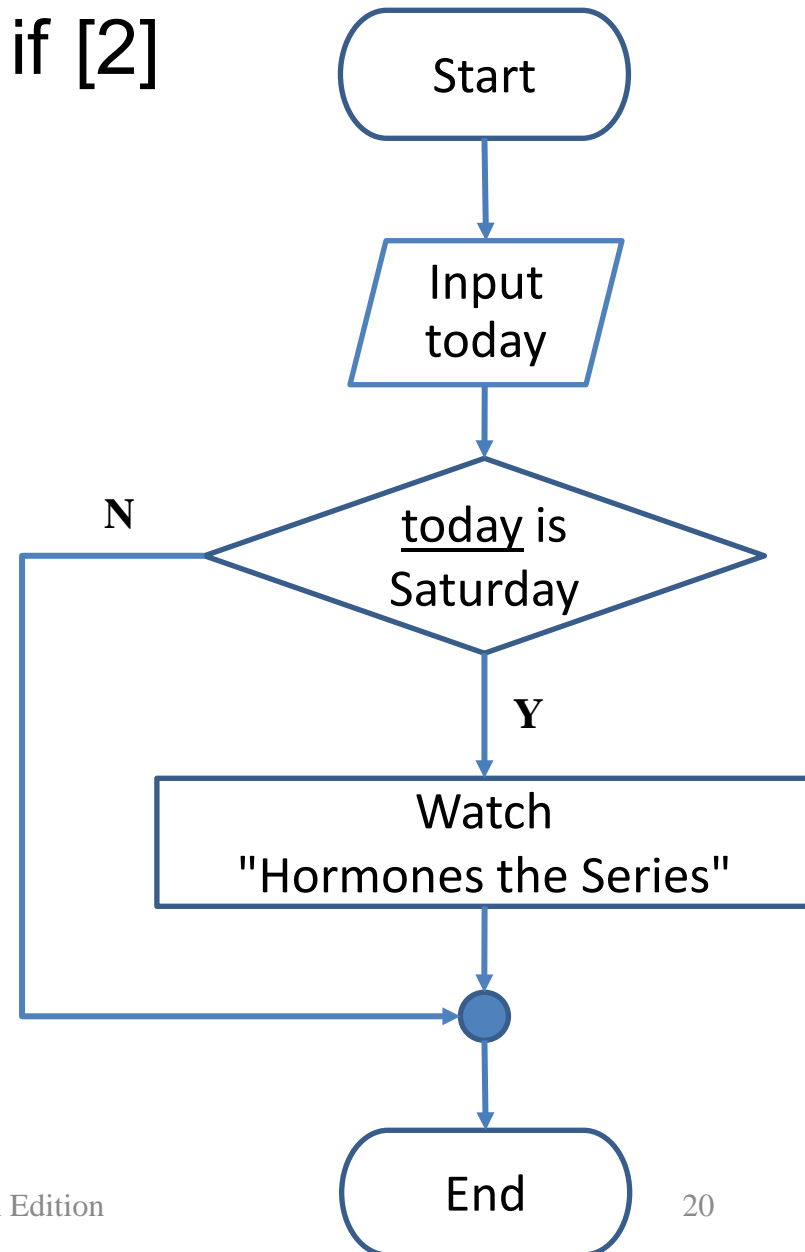 if [2]
Start
Input
today
N
today is
Saturday
Y
Watch
"Hormones the Series"
End
Edition
20